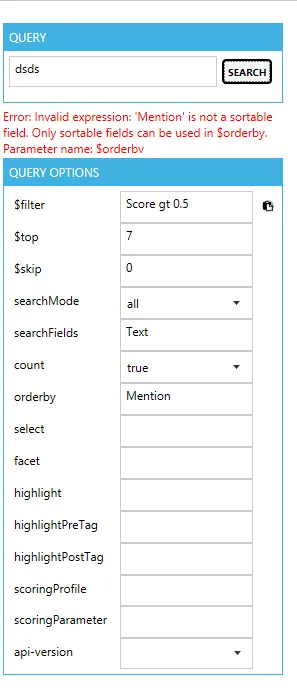 QUERY
dsds SEARCH
Error: Invalid expression: 'Mention' is not a sortable
field. Only sortable fields can be used in $orderby.
Parameter name: $orderby
QUERY OPTIONS
$filter Score gt 0.5
$top 7
$skip 0
searchMode all
searchFields Text
count true
orderby Mention
select
facet
highlight
highlightPreTag
highlightPostTag
scoringProfile
scoringParameter
api-version